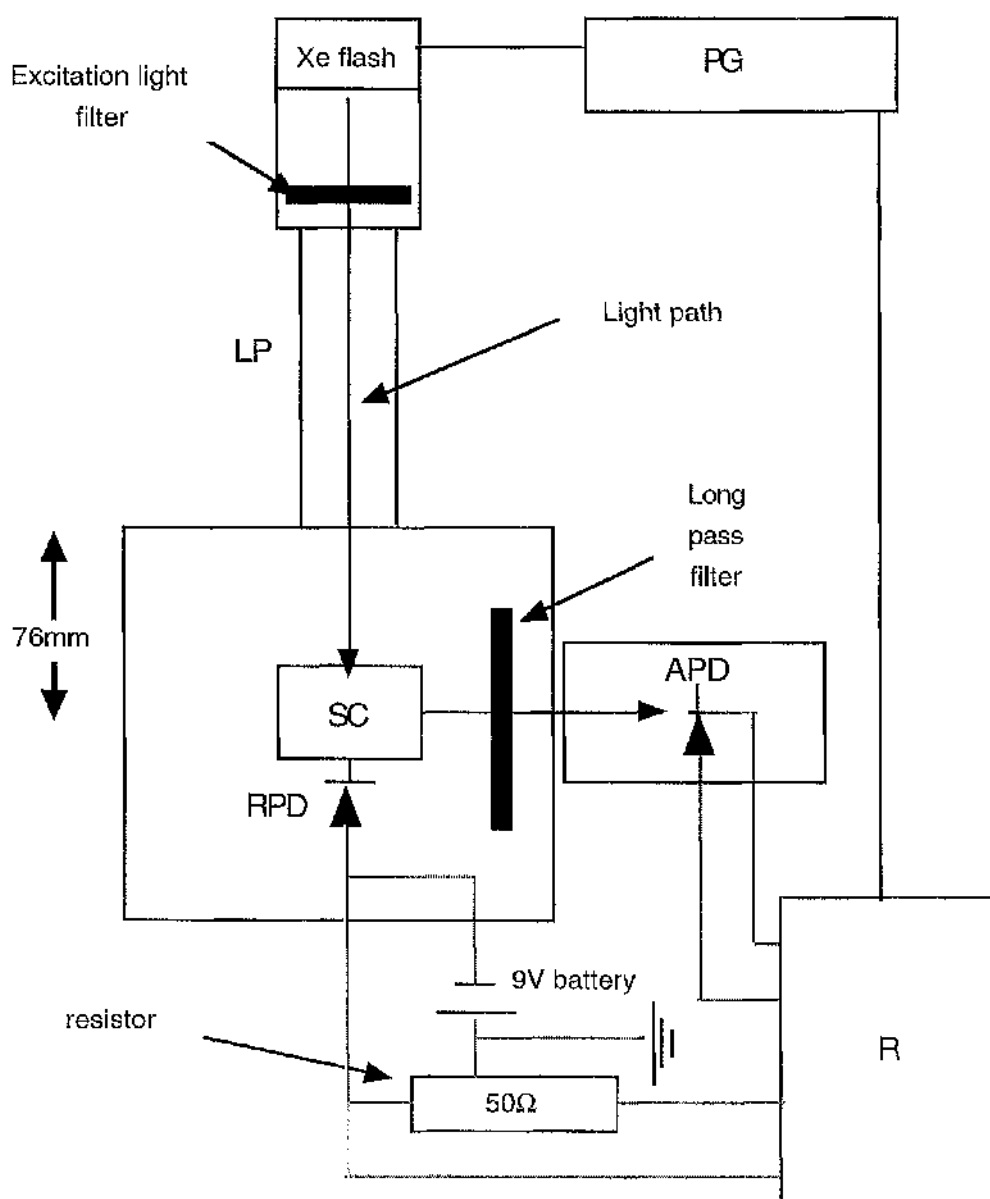 Xe flash
PG
Excitation light
filter
Light path
LP
Long
pass
filter
76mm
APD
SC
RPD
9V battery
resistor
R
50Ω